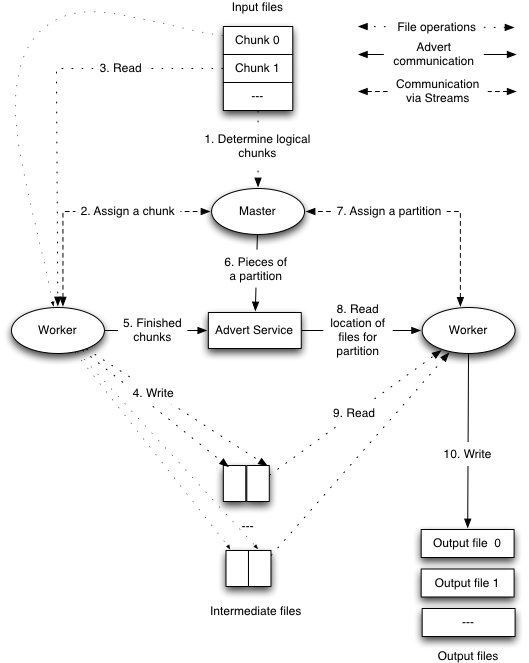 Input files
Chunk 0
Chunk 1
---
File operations
Advert
communication
Communication
via Streams
3. Read
1. Determine logical
chunks
2. Assign a chunk
Master
7. Assign a partition
6. Pieces of
a partition
Worker
5. Finished
chunks
Advert Service
8. Read
location of
files for
partition
Worker
4. Write
9. Read
10. Write
---
Intermediate files
Output file 0
Output file 1
---
Output files